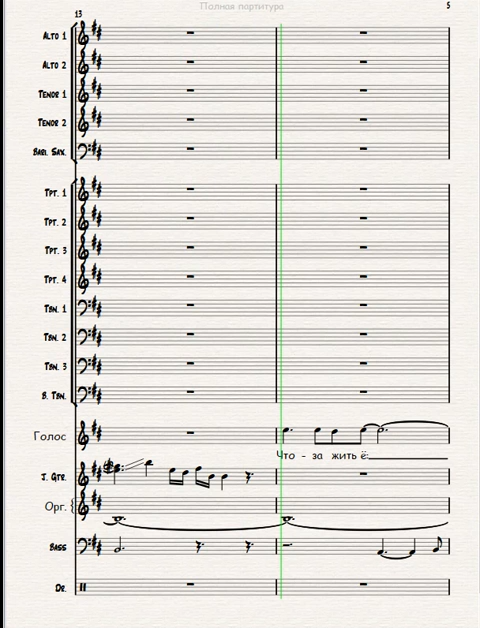 Полная партитура
5
13
ALTO 1
ALTO 2
TENOR 1
TENOR 2
BARI. SAX.
TPT. 1
TPT. 2
TPT. 3
TPT. 4
TBN. 1
TBN. 2
TBN. 3
B. TBN.
Голос
Что - за жить ё:
J. GTR.
Орг.
BASS
DR.